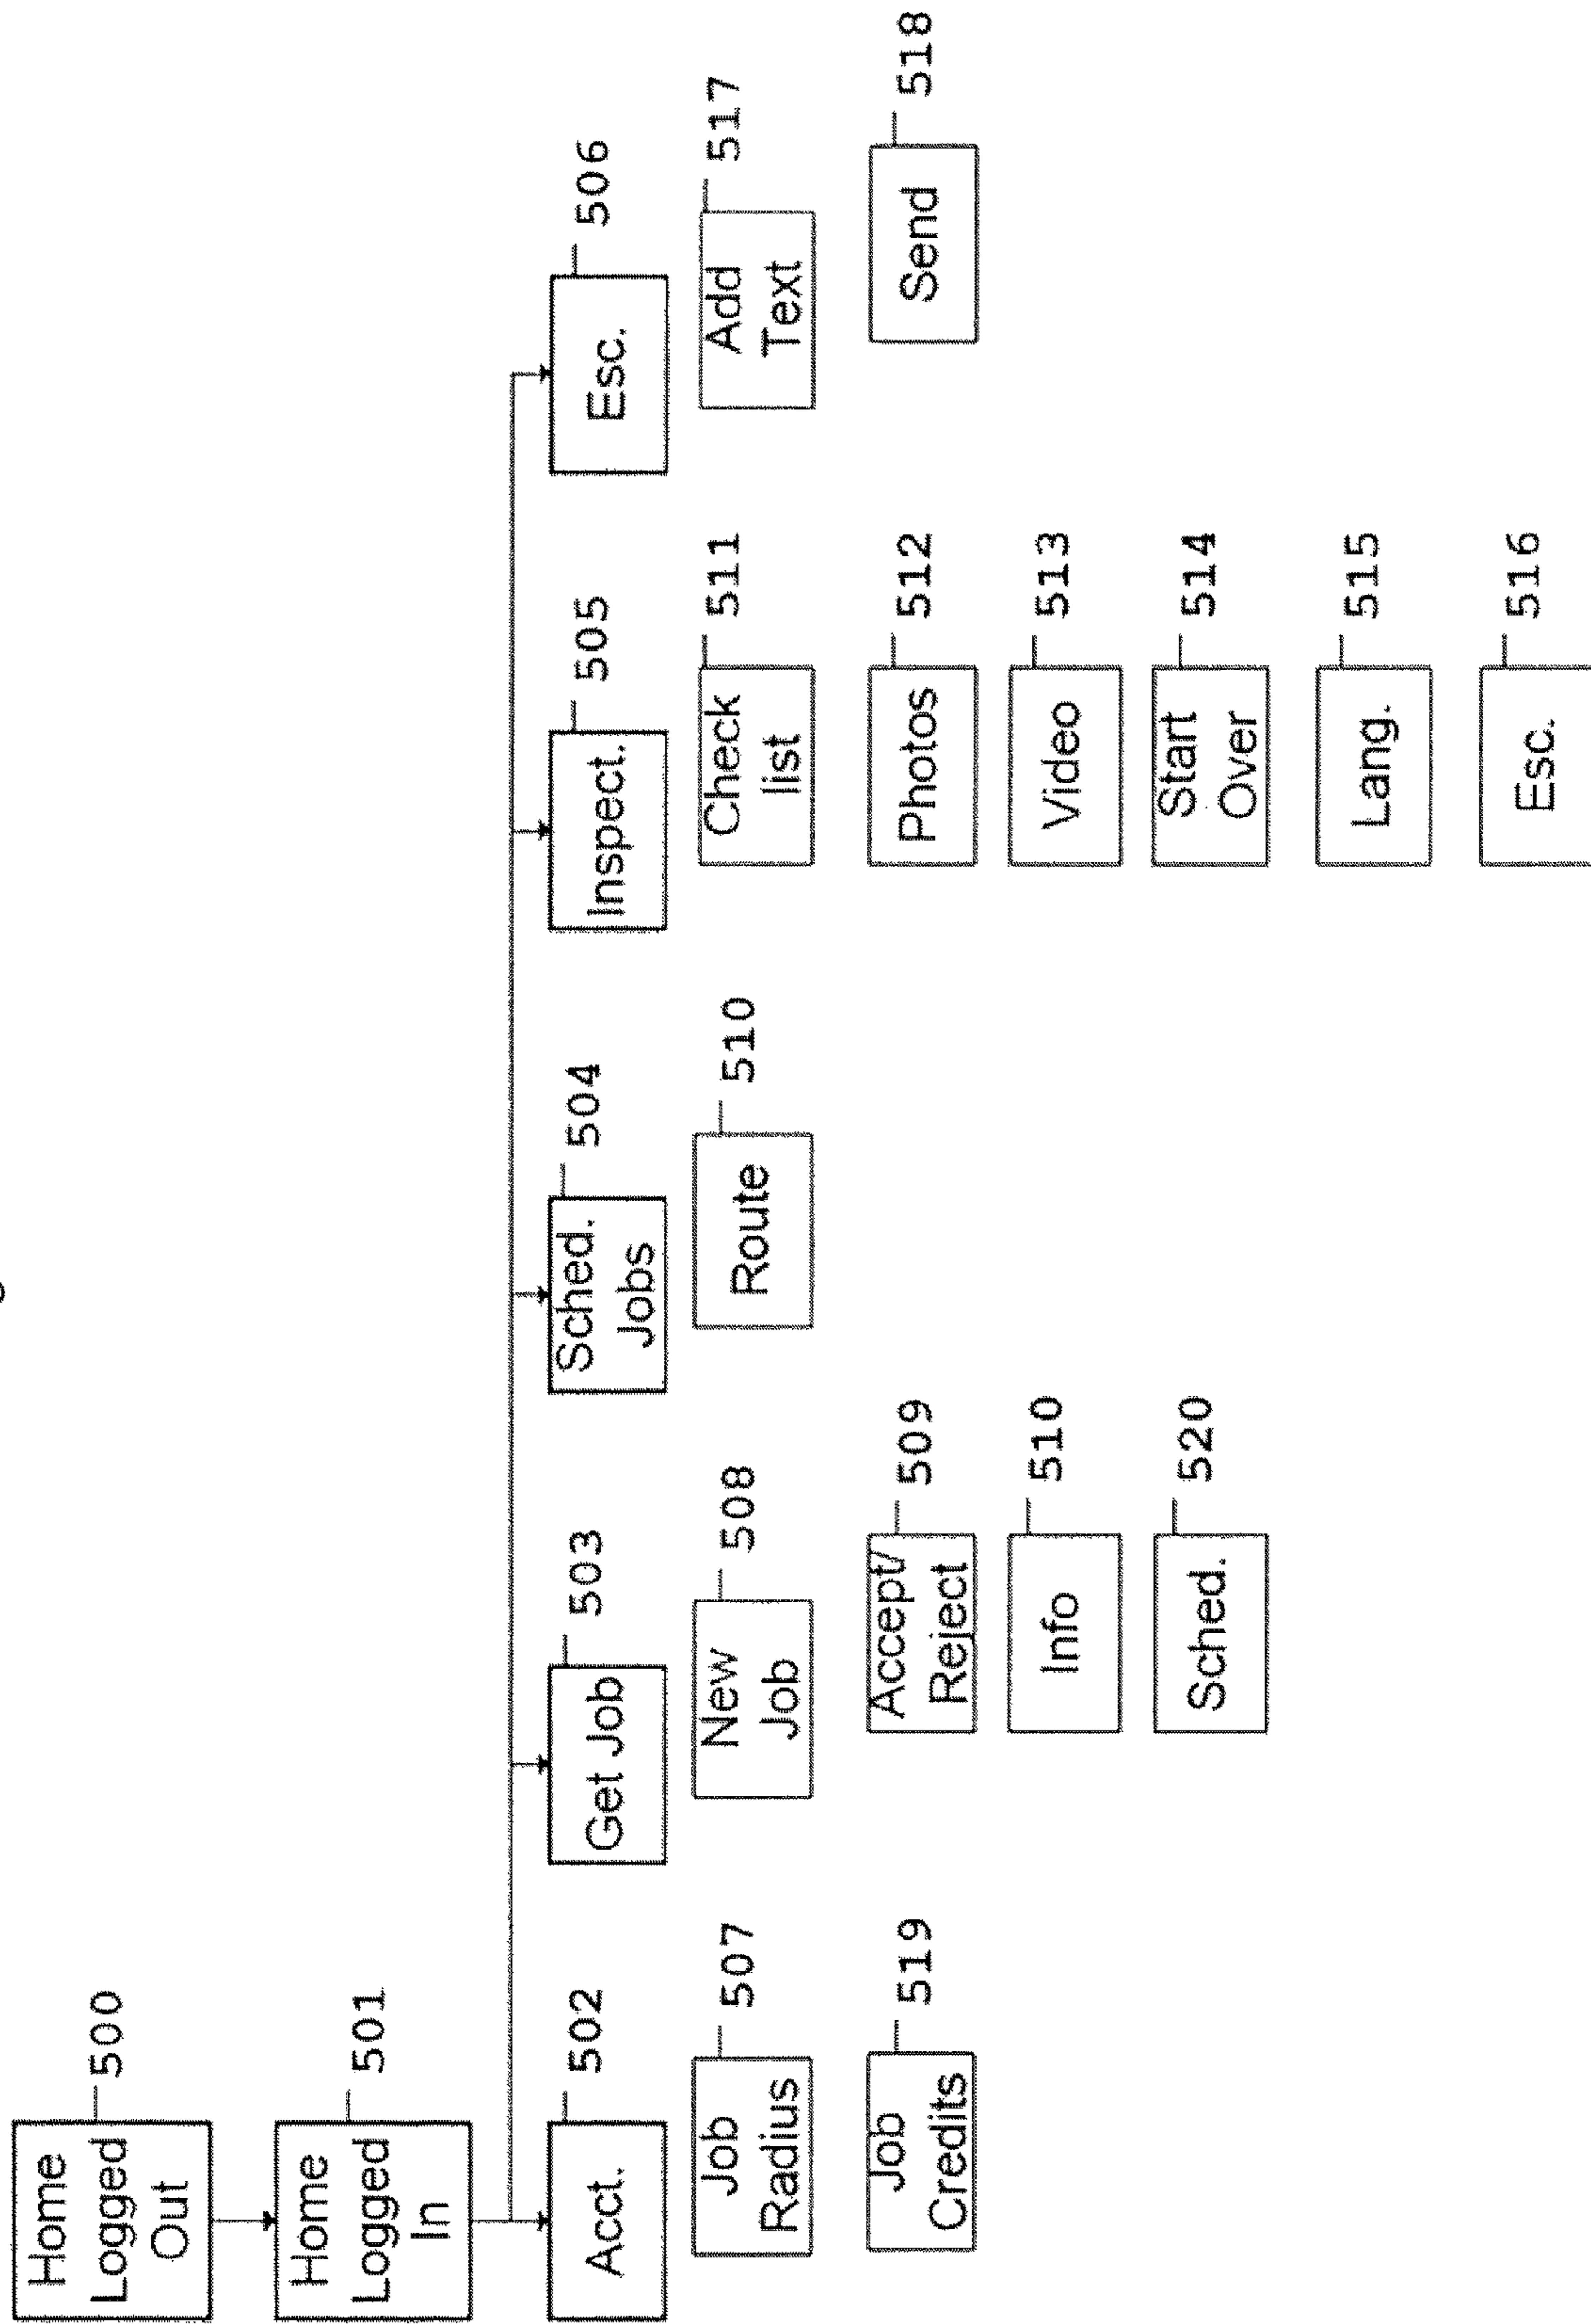 Home
Logged
Out
500
Home
Logged
In
501
Acct.
502
Get Job
503
Sched.
Jobs
504
Inspect.
505
Esc.
506
Job
Radius
507
New
Job
508
Route
510
Check
list
511
Add
Text
517
Job
Credits
519
Accept/
Reject
509
Photos
512
Send
518
Info
510
Video
513
Sched.
520
Start
Over
514
Lang.
515
Esc.
516